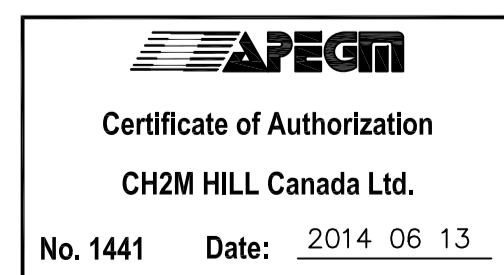 APEGM
Certificate of Authorization
CH2M HILL Canada Ltd.
No. 1441 Date: 2014 06 13